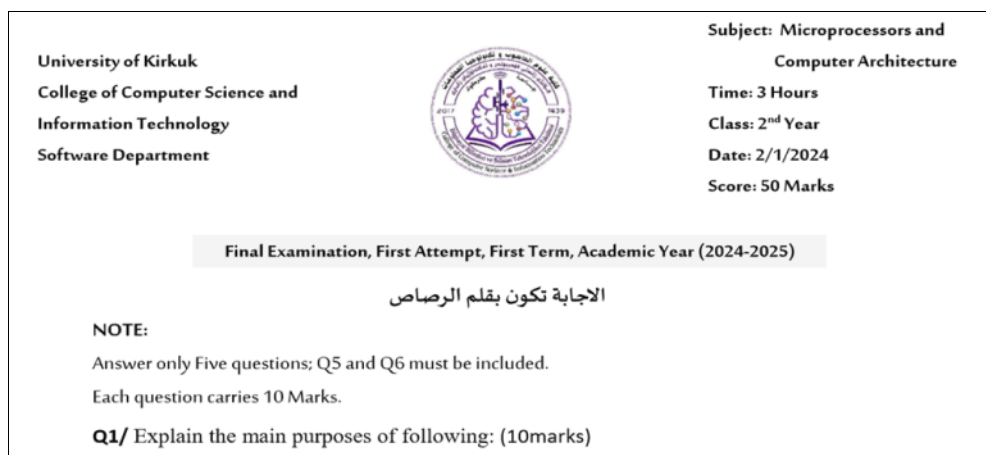 University of Kirkuk
College of Computer Science and
Information Technology
Software Department
2017
1439
Subject: Microprocessors and
Computer Architecture
Time: 3 Hours
Class: 2nd Year
Date: 2/1/2024
Score: 50 Marks
Final Examination, First Attempt, First Term, Academic Year (2024-2025)
الاجابة تكون بقلم الرصاص
NOTE:
Answer only Five questions; Q5 and Q6 must be included.
Each question carries 10 Marks.
Q1/ Explain the main purposes of following: (10marks)